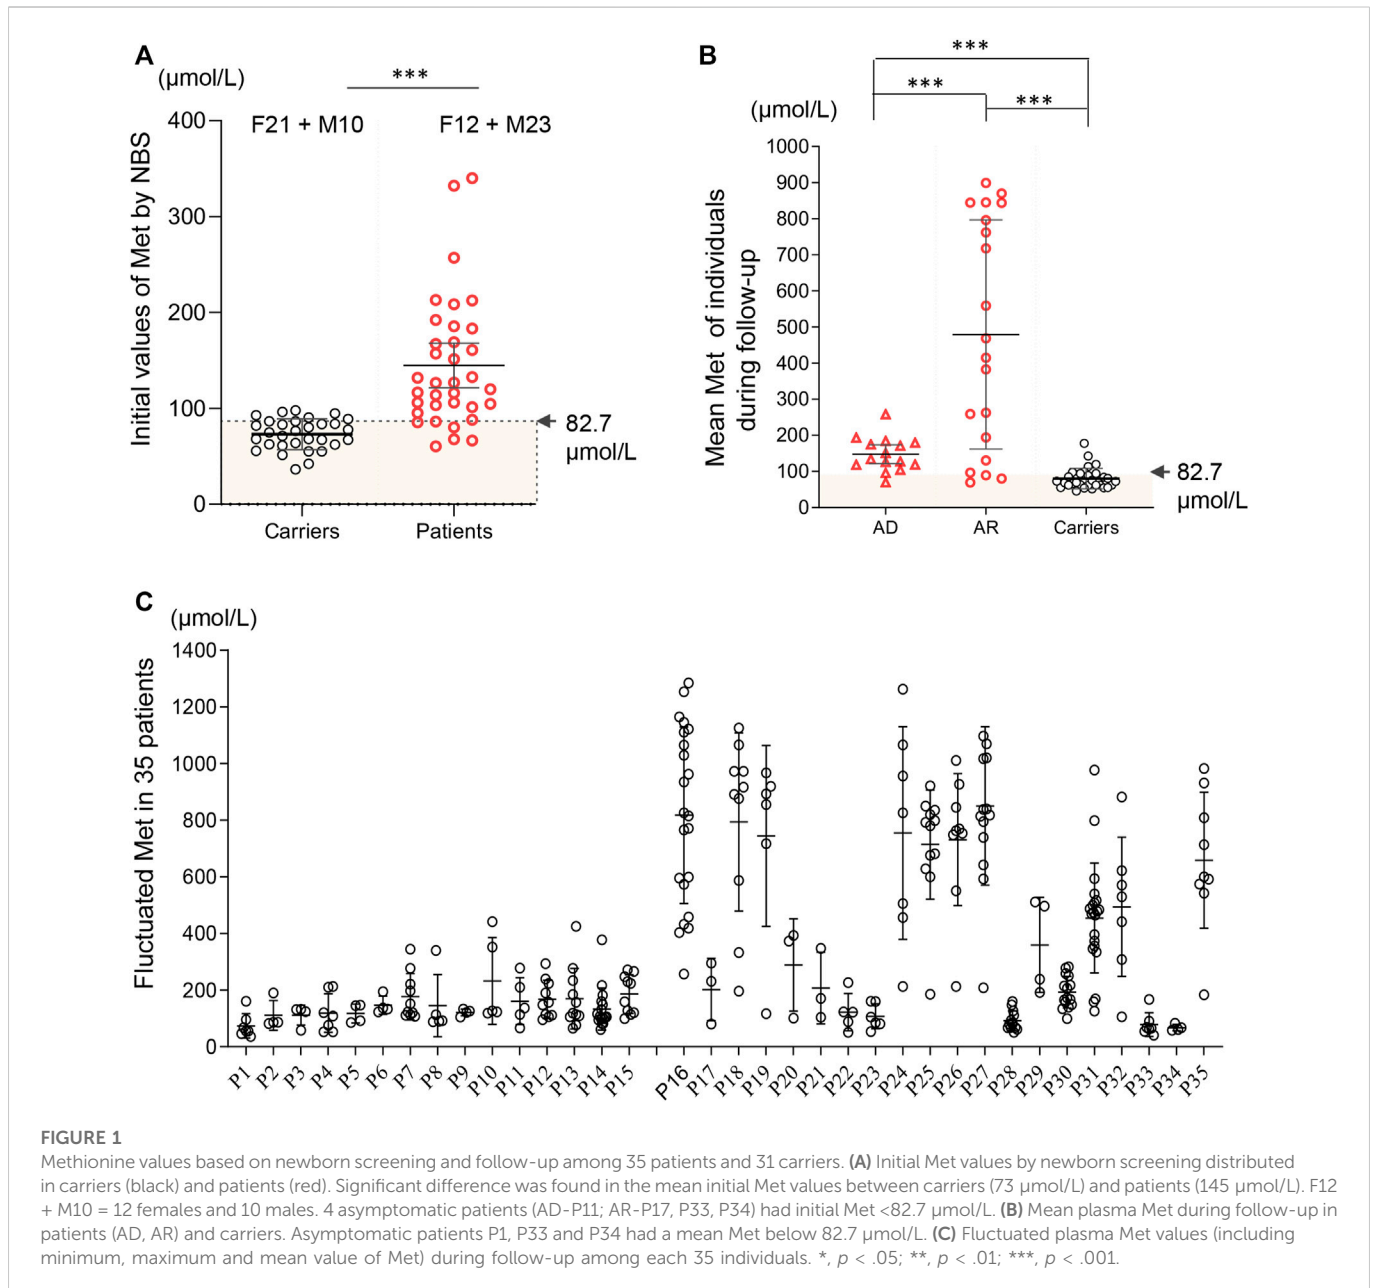 A
(µmol/L)
***
F21 + M10
F12 + M23
Initial values of Met by NBS
400
300
200
100
0
82.7
µmol/L
Carriers
Patients
B
***
***
***
(µmol/L)
Mean Met of individuals
during follow-up
1000
900
800
700
600
500
400
300
200
100
0
82.7
µmol/L
AD
AR
Carriers
C
(µmol/L)
Fluctuated Met in 35 patients
1400
1200
1000
800
600
400
200
0
P1 P2 P3 P4 P5 P6 P7 P8 P9 P10 P11 P12 P13 P14 P15 P16 P17 P18 P19 P20 P21 P22 P23 P24 P25 P26 P27 P28 P29 P30 P31 P32 P33 P34 P35
FIGURE 1
Methionine values based on newborn screening and follow-up among 35 patients and 31 carriers. (A) Initial Met values by newborn screening distributed
in carriers (black) and patients (red). Significant difference was found in the mean initial Met values between carriers (73 µmol/L) and patients (145 µmol/L). F12
+ M10 = 12 females and 10 males. 4 asymptomatic patients (AD-P11; AR-P17, P33, P34) had initial Met <82.7 µmol/L. (B) Mean plasma Met during follow-up in
patients (AD, AR) and carriers. Asymptomatic patients P1, P33 and P34 had a mean Met below 82.7 µmol/L. (C) Fluctuated plasma Met values (including
minimum, maximum and mean value of Met) during follow-up among each 35 individuals. *, p < .05; **, p < .01; ***, p < .001.